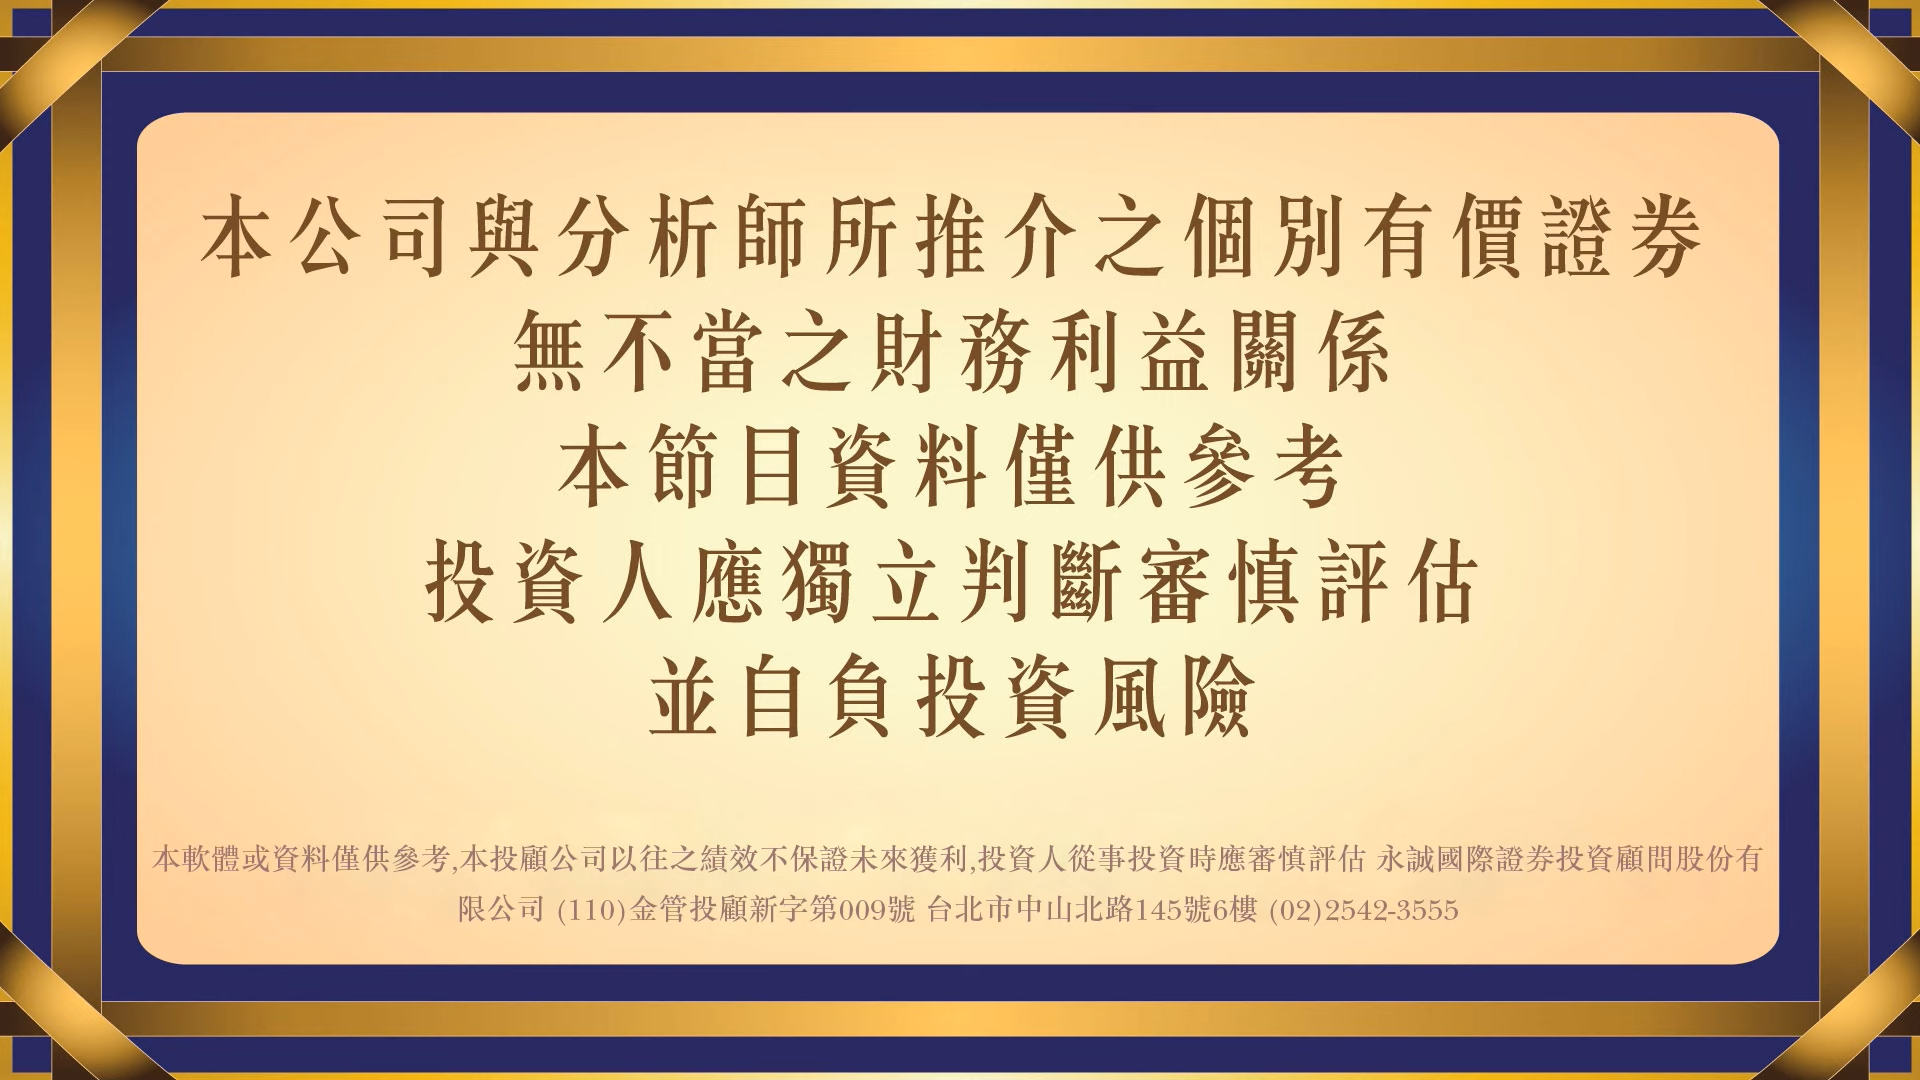 本公司與分析師所推介之個別有價證券
無不當之財務利益關係
本節目資料僅供參考
投資人應獨立判斷審慎評估
並自負投資風險
本軟體或資料僅供參考,本投顧公司以往之績效不保證未來獲利,投資人從事投資時應審慎評估 永誠國際證券投資顧問股份有
限公司 (110)金管投顧新字第009號 台北市中山北路145號6樓 (02)2542-3555